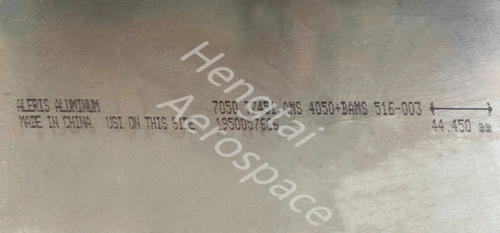 ALERIS ALUMINUM 7050 T7451 AMS 4050+BAMS 516-003
MADE IN CHINA USI ON THIS SIDE 44.450 mm
Hengtai
Aerospace